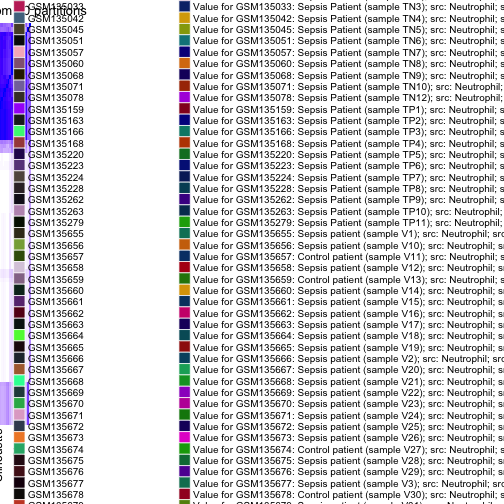 partitions
GSM135033 Value for GSM135033: Sepsis Patient (sample TN3); src: Neutrophil; s
GSM135042 Value for GSM135042: Sepsis Patient (sample TN4); src: Neutrophil; s
GSM135045 Value for GSM135045: Sepsis Patient (sample TN5); src: Neutrophil; s
GSM135051 Value for GSM135051: Sepsis Patient (sample TN6); src: Neutrophil; s
GSM135057 Value for GSM135057: Sepsis Patient (sample TN7); src: Neutrophil; s
GSM135060 Value for GSM135060: Sepsis Patient (sample TN8); src: Neutrophil; s
GSM135068 Value for GSM135068: Sepsis Patient (sample TN9); src: Neutrophil; s
GSM135071 Value for GSM135071: Sepsis Patient (sample TN10); src: Neutrophil;
GSM135078 Value for GSM135078: Sepsis Patient (sample TN12); src: Neutrophil;
GSM135159 Value for GSM135159: Sepsis Patient (sample TP1); src: Neutrophil; s
GSM135163 Value for GSM135163: Sepsis Patient (sample TP2); src: Neutrophil; s
GSM135166 Value for GSM135166: Sepsis Patient (sample TP3); src: Neutrophil; s
GSM135168 Value for GSM135168: Sepsis Patient (sample TP4); src: Neutrophil; s
GSM135220 Value for GSM135220: Sepsis Patient (sample TP5); src: Neutrophil; s
GSM135223 Value for GSM135223: Sepsis Patient (sample TP6); src: Neutrophil; s
GSM135224 Value for GSM135224: Sepsis Patient (sample TP7); src: Neutrophil; s
GSM135228 Value for GSM135228: Sepsis Patient (sample TP8); src: Neutrophil; s
GSM135262 Value for GSM135262: Sepsis Patient (sample TP9); src: Neutrophil; s
GSM135263 Value for GSM135263: Sepsis Patient (sample TP10); src: Neutrophil;
GSM135279 Value for GSM135279: Sepsis Patient (sample TP11); src: Neutrophil;
GSM135655 Value for GSM135655: Sepsis patient (sample V1); src: Neutrophil; src
GSM135656 Value for GSM135656: Sepsis patient (sample V10); src: Neutrophil; s
GSM135657 Value for GSM135657: Control patient (sample V11); src: Neutrophil;
GSM135658 Value for GSM135658: Sepsis patient (sample V12); src: Neutrophil; s
GSM135659 Value for GSM135659: Control patient (sample V13); src: Neutrophil;
GSM135660 Value for GSM135660: Sepsis patient (sample V14); src: Neutrophil; s
GSM135661 Value for GSM135661: Sepsis patient (sample V15); src: Neutrophil; s
GSM135662 Value for GSM135662: Sepsis patient (sample V16); src: Neutrophil; s
GSM135663 Value for GSM135663: Sepsis patient (sample V17); src: Neutrophil; s
GSM135664 Value for GSM135664: Sepsis patient (sample V18); src: Neutrophil; s
GSM135665 Value for GSM135665: Sepsis patient (sample V19); src: Neutrophil; s
GSM135666 Value for GSM135666: Sepsis patient (sample V2); src: Neutrophil; src
GSM135667 Value for GSM135667: Sepsis patient (sample V20); src: Neutrophil; s
GSM135668 Value for GSM135668: Sepsis patient (sample V21); src: Neutrophil; s
GSM135669 Value for GSM135669: Sepsis patient (sample V22); src: Neutrophil; s
GSM135670 Value for GSM135670: Sepsis patient (sample V23); src: Neutrophil; s
GSM135671 Value for GSM135671: Sepsis patient (sample V24); src: Neutrophil; s
GSM135672 Value for GSM135672: Sepsis patient (sample V25); src: Neutrophil; s
GSM135673 Value for GSM135673: Sepsis patient (sample V26); src: Neutrophil; s
GSM135674 Value for GSM135674: Control patient (sample V27); src: Neutrophil;
GSM135675 Value for GSM135675: Sepsis patient (sample V28); src: Neutrophil; s
GSM135676 Value for GSM135676: Sepsis patient (sample V29); src: Neutrophil; s
GSM135677 Value for GSM135677: Sepsis patient (sample V3); src: Neutrophil; src
GSM135678 Value for GSM135678: Control patient (sample V30); src: Neutrophil;